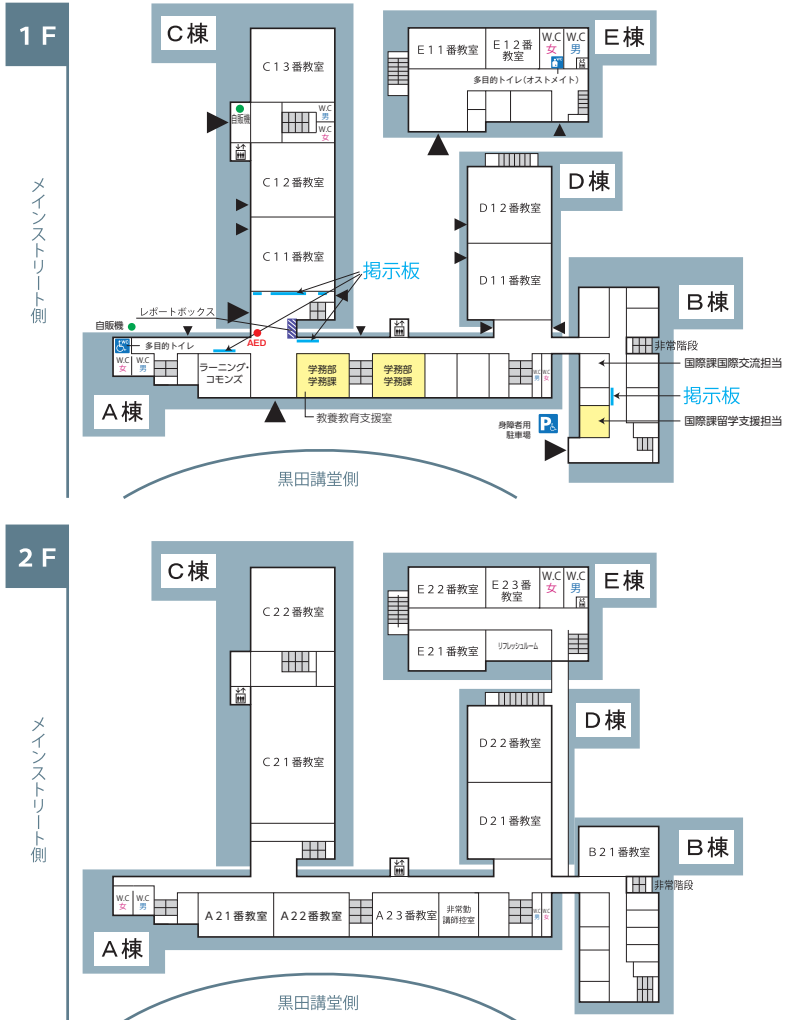 1F
C棟
E棟
E11番教室
E12番
教室
W.C
女
W.C
男
多目的トイレ(オストメイト)
C13番教室
自販機
W.C
男
W.C
女
C12番教室
D棟
D12番教室
メインストリート側
C11番教室
掲示板
D11番教室
B棟
レポートボックス
自販機
AED
多目的トイレ
非常階段
W.C
女
W.C
男
ラーニング・
コモンズ
学務部
学務課
学務部
学務課
W.C
男
W.C
女
国際課国際交流担当
掲示板
A棟
教養教育支援室
身障者用
駐車場
P
国際課留学支援担当
黒田講堂側
2F
C棟
E棟
E22番教室
E23番
教室
W.C
女
W.C
男
C22番教室
E21番教室
リフレッシュルーム
D棟
メインストリート側
D22番教室
C21番教室
D21番教室
B棟
B21番教室
非常階段
W.C
女
W.C
男
A21番教室
A22番教室
A23番教室
非常勤
講師控室
W.C
男
W.C
女
A棟
黒田講堂側